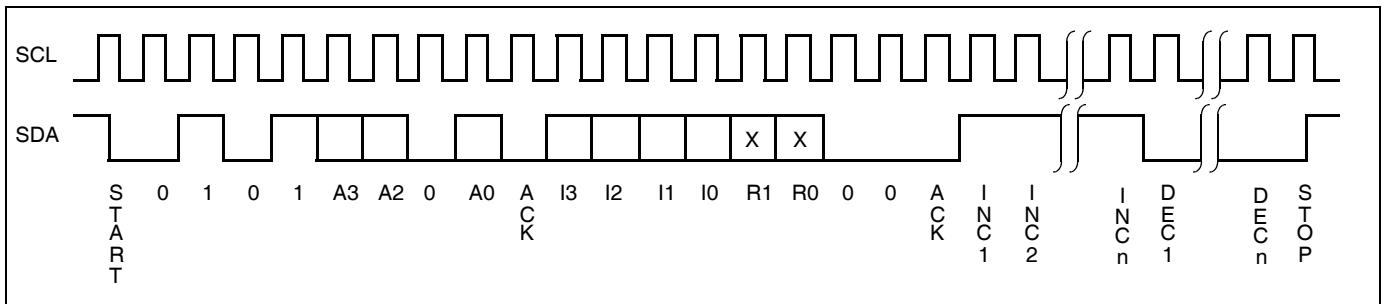 SCL
SDA
X X
START 0 1 0 1 A3 A2 0 A0 ACK I3 I2 I1 I0 R1 R0 0 0 ACK INC1 INC2 INCn DEC1 DECn STOP